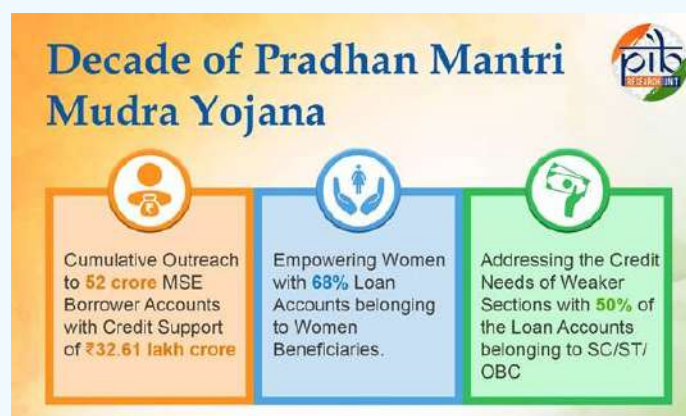 Decade of Pradhan Mantri
Mudra Yojana
pib
RESEARCH UNIT
Cumulative Outreach
to 52 crore MSE
Borrower Accounts
with Credit Support
of ₹32.61 lakh crore
Empowering Women
with 68% Loan
Accounts belonging
to Women
Beneficiaries.
Addressing the Credit
Needs of Weaker
Sections with 50% of
the Loan Accounts
belonging to SC/ST/
OBC